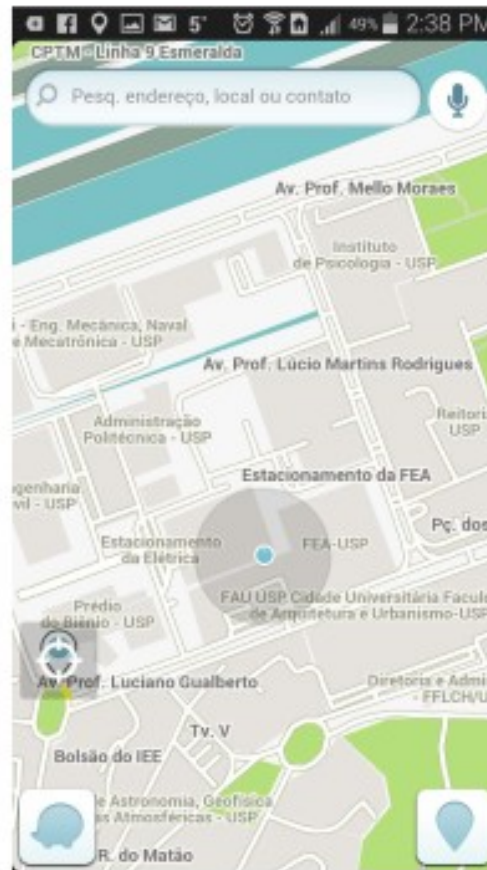 5°
49%
2:38 PM
CPTM - Linha 9 Esmeralda
Pesq. endereço, local ou contato
Av. Prof. Mello Moraes
Instituto
de Psicologia - USP
i - Eng. Mecânica, Naval
e Mecatrônica - USP
Av. Prof. Lúcio Martins Rodrigues
Administração
Politécnica - USP
Reitoria
USP
Estacionamento da FEA
genharia
vil - USP
Pç. dos
Estacionamento
da Elétrica
FEA-USP
FAU USP Cidade Universitária Facul
de Arquitetura e Urbanismo-USP
Prédio
do Biênio - USP
Av. Prof. Luciano Gualberto
Diretoria e Admi
- FFLCH/U
Tv. V
Bolsão do IEE
e Astronomia, Geofísica
as Atmosféricas - USP
R. do Matão